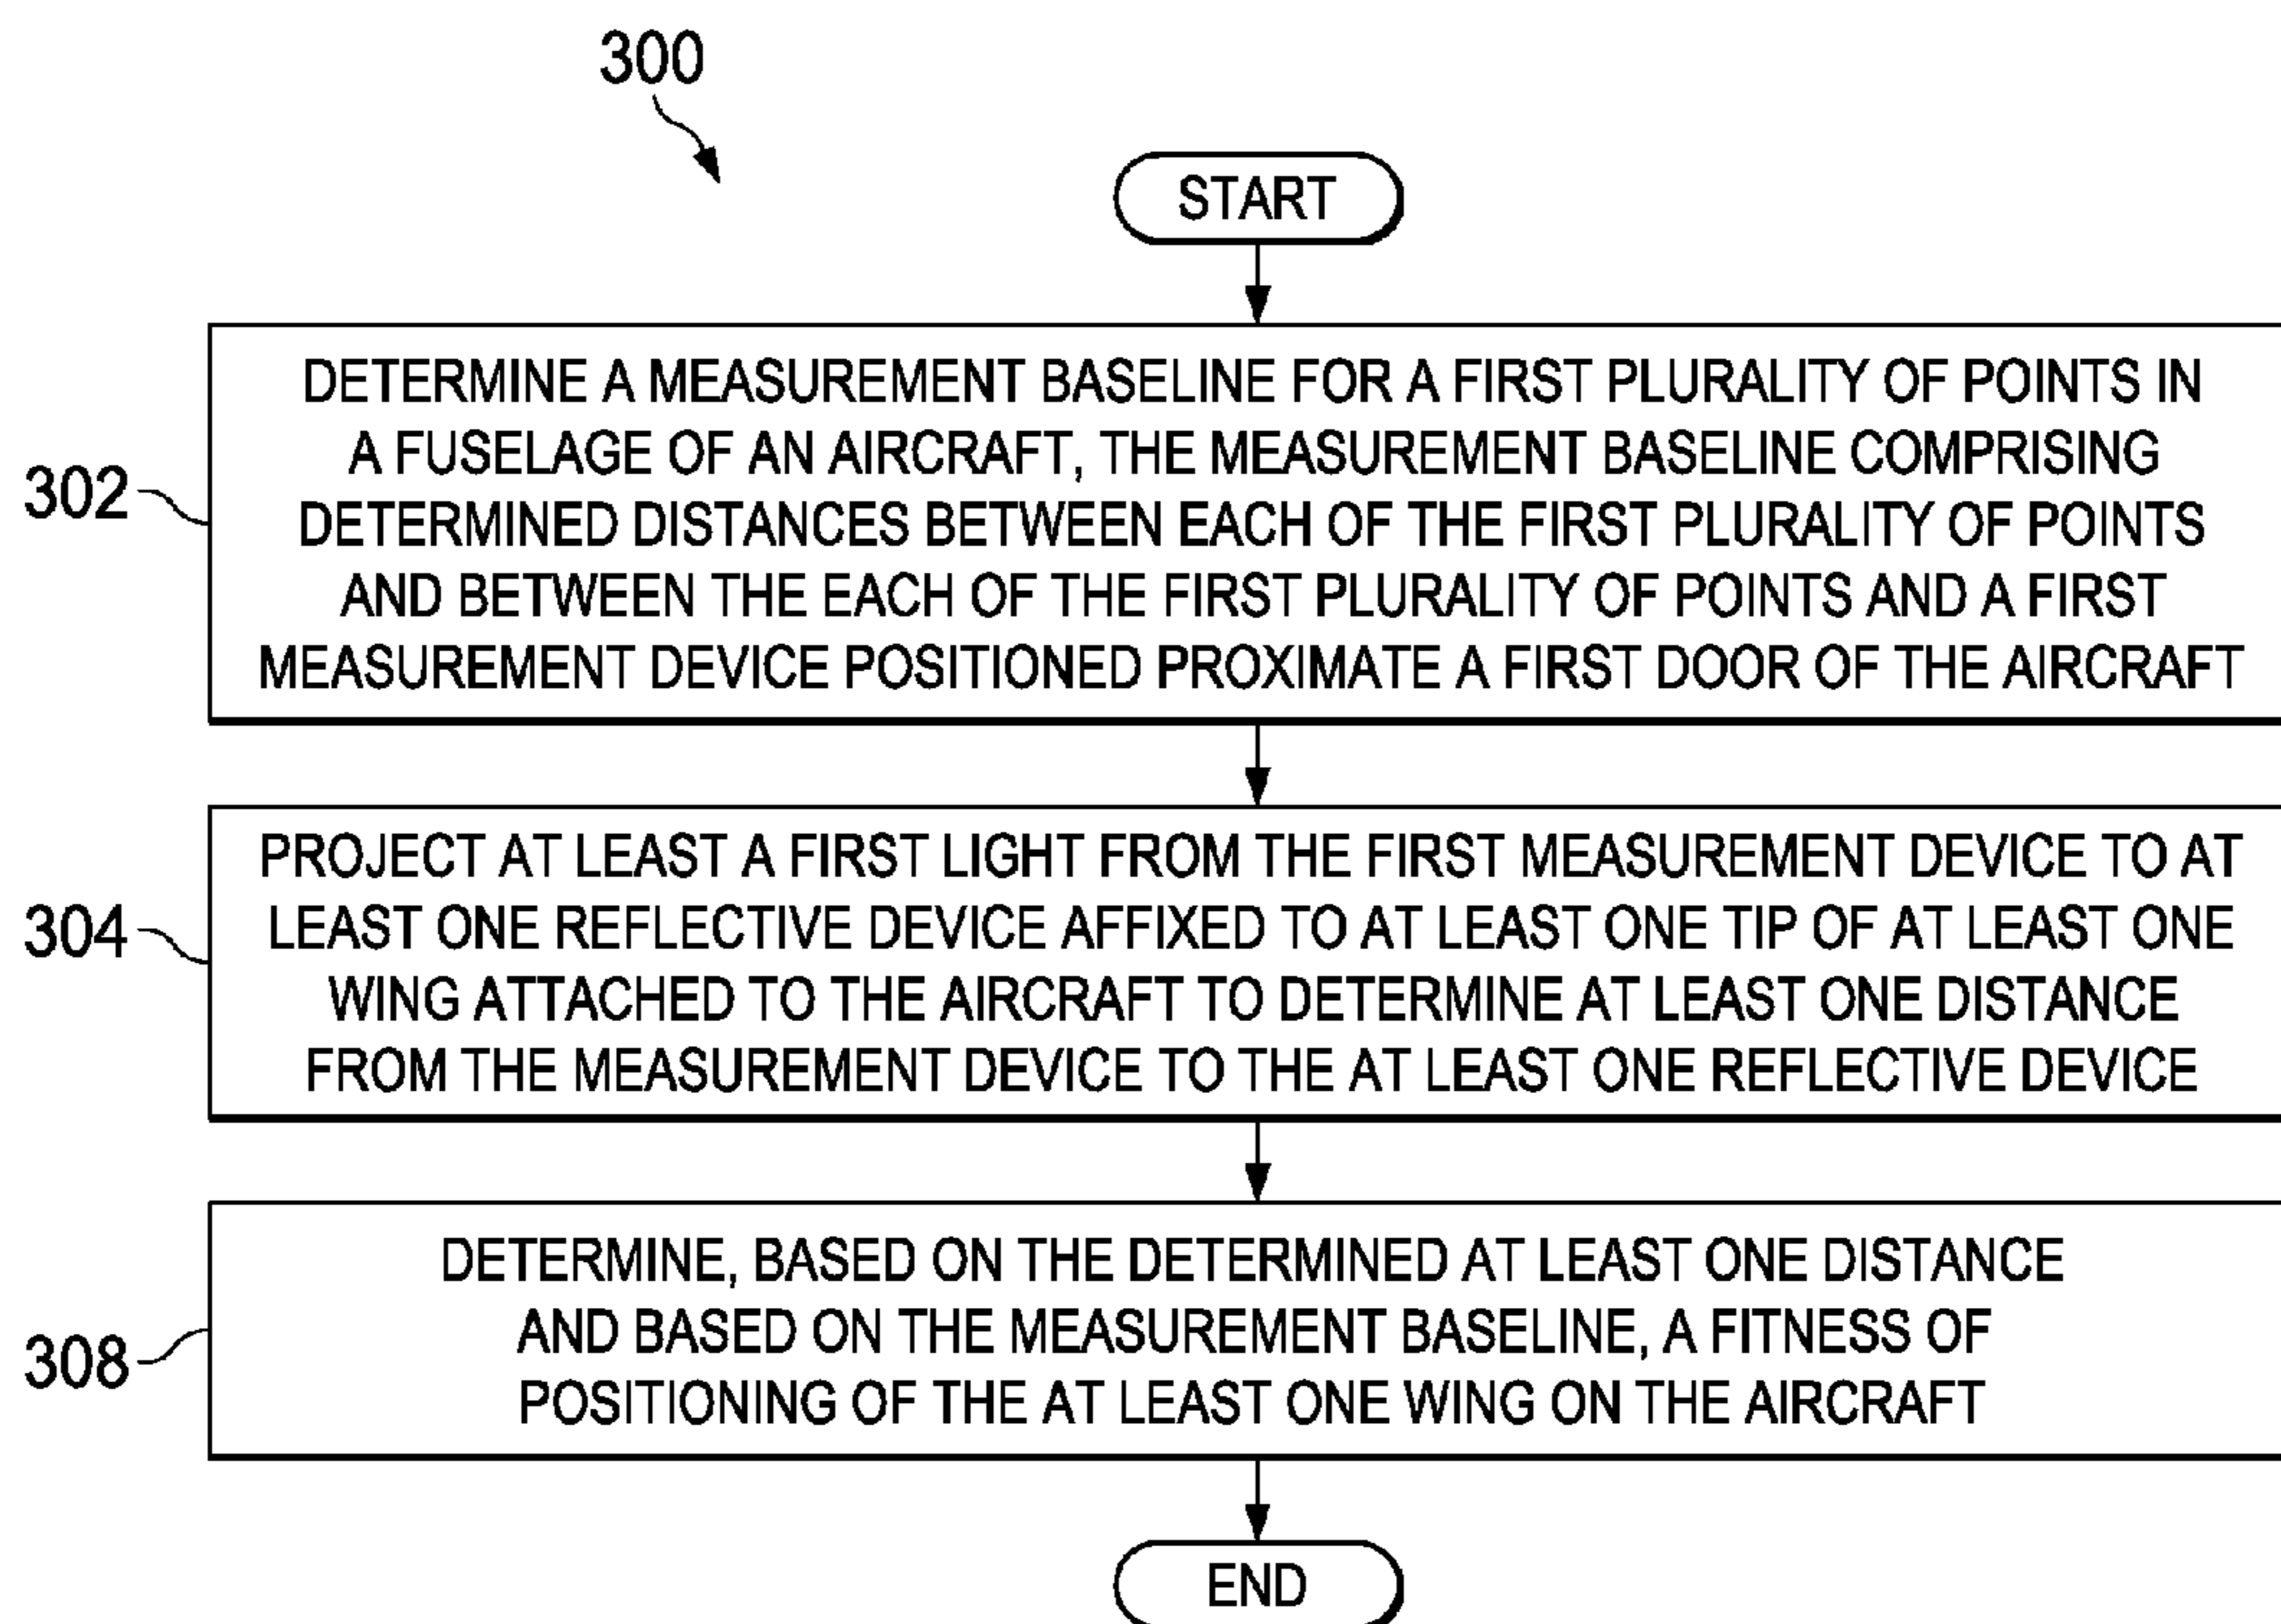 300
START
302
DETERMINE A MEASUREMENT BASELINE FOR A FIRST PLURALITY OF POINTS IN
A FUSELAGE OF AN AIRCRAFT, THE MEASUREMENT BASELINE COMPRISING
DETERMINED DISTANCES BETWEEN EACH OF THE FIRST PLURALITY OF POINTS
AND BETWEEN THE EACH OF THE FIRST PLURALITY OF POINTS AND A FIRST
MEASUREMENT DEVICE POSITIONED PROXIMATE A FIRST DOOR OF THE AIRCRAFT
304
PROJECT AT LEAST A FIRST LIGHT FROM THE FIRST MEASUREMENT DEVICE TO AT
LEAST ONE REFLECTIVE DEVICE AFFIXED TO AT LEAST ONE TIP OF AT LEAST ONE
WING ATTACHED TO THE AIRCRAFT TO DETERMINE AT LEAST ONE DISTANCE
FROM THE MEASUREMENT DEVICE TO THE AT LEAST ONE REFLECTIVE DEVICE
308
DETERMINE, BASED ON THE DETERMINED AT LEAST ONE DISTANCE
AND BASED ON THE MEASUREMENT BASELINE, A FITNESS OF
POSITIONING OF THE AT LEAST ONE WING ON THE AIRCRAFT
END